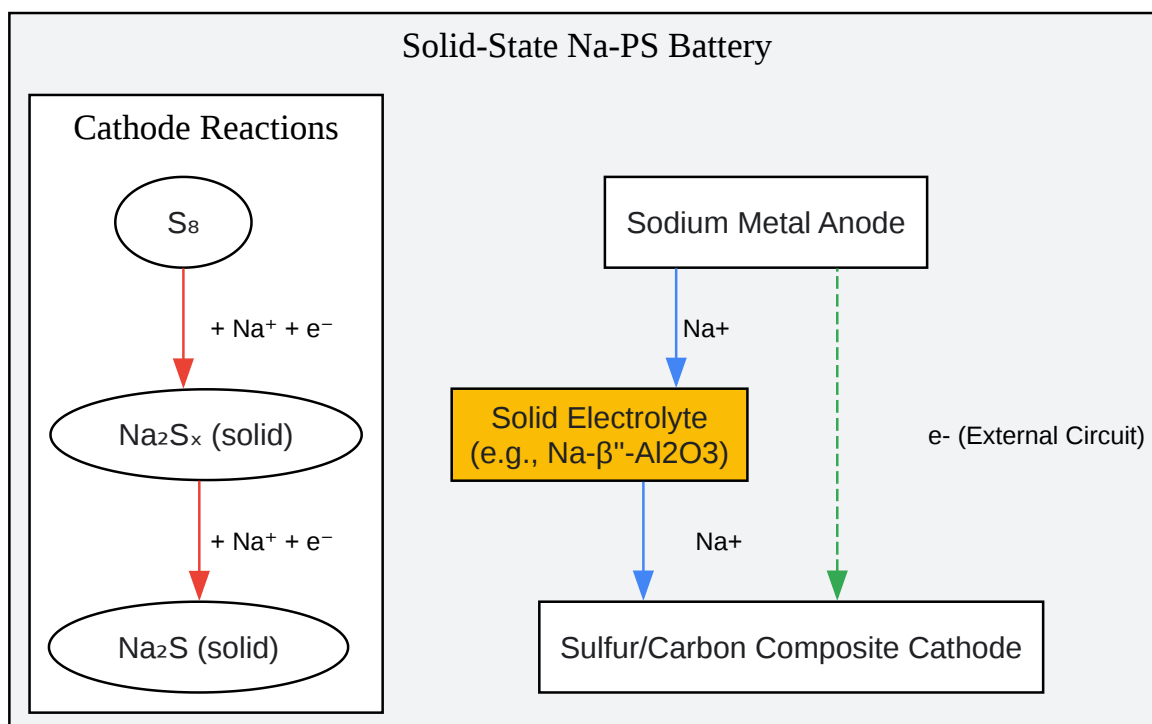 Solid-State Na-PS Battery
Cathode Reactions
S₈
+ Na⁺ + e⁻
Na₂Sₓ (solid)
+ Na⁺ + e⁻
Na₂S (solid)
Sodium Metal Anode
Na+
Solid Electrolyte
(e.g., Na-β"-Al2O3)
e- (External Circuit)
Na+
Sulfur/Carbon Composite Cathode